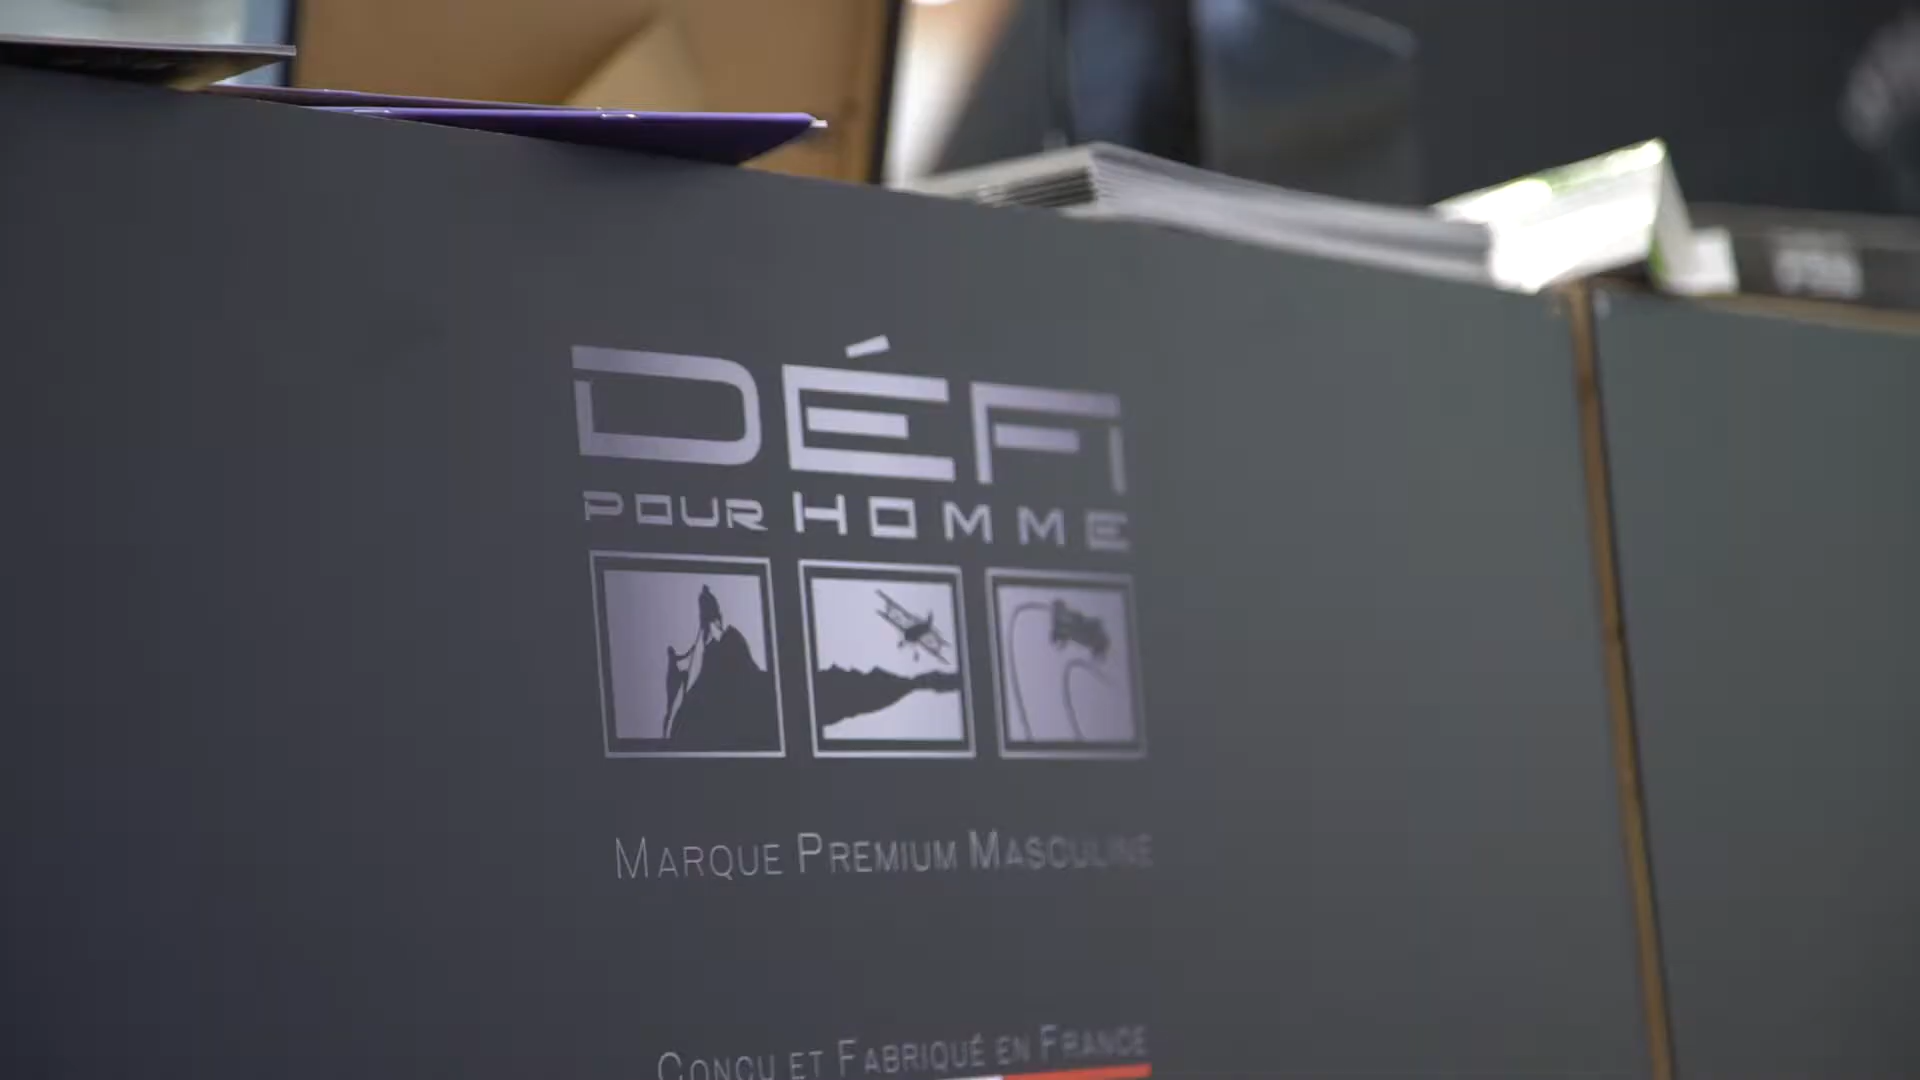 DÉFI
POUR HOMME
MARQUE PREMIUM MASCULINE
CONÇU ET FABRIQUÉ EN FRANCE